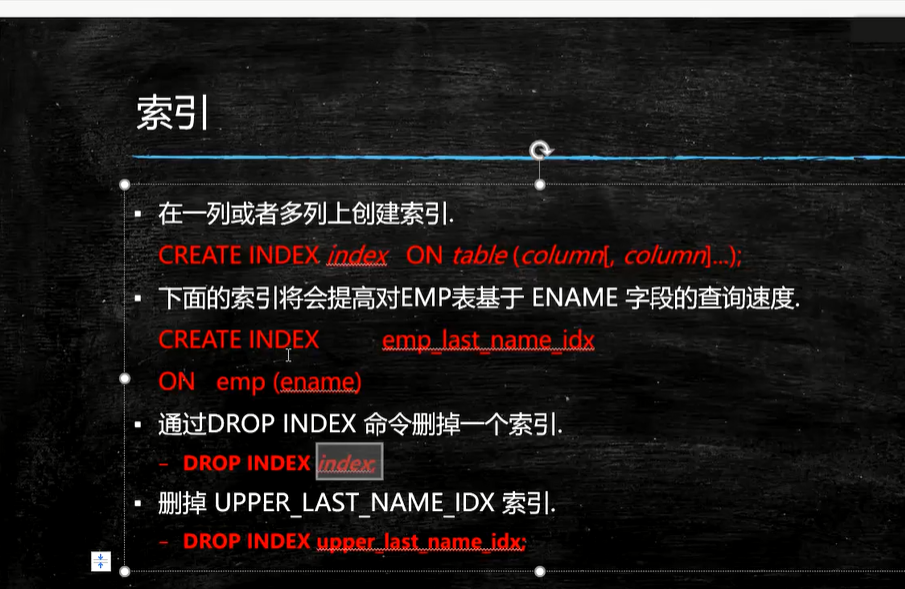 索引
在一列或者多列上创建索引.
CREATE INDEX index ON table (column[, column]...);
下面的索引将会提高对EMP表基于 ENAME 字段的查询速度.
CREATE INDEX emp_last_name_idx
ON emp (ename)
通过DROP INDEX 命令删掉一个索引.
– DROP INDEX index;
删掉 UPPER_LAST_NAME_IDX 索引.
– DROP INDEX upper_last_name_idx;